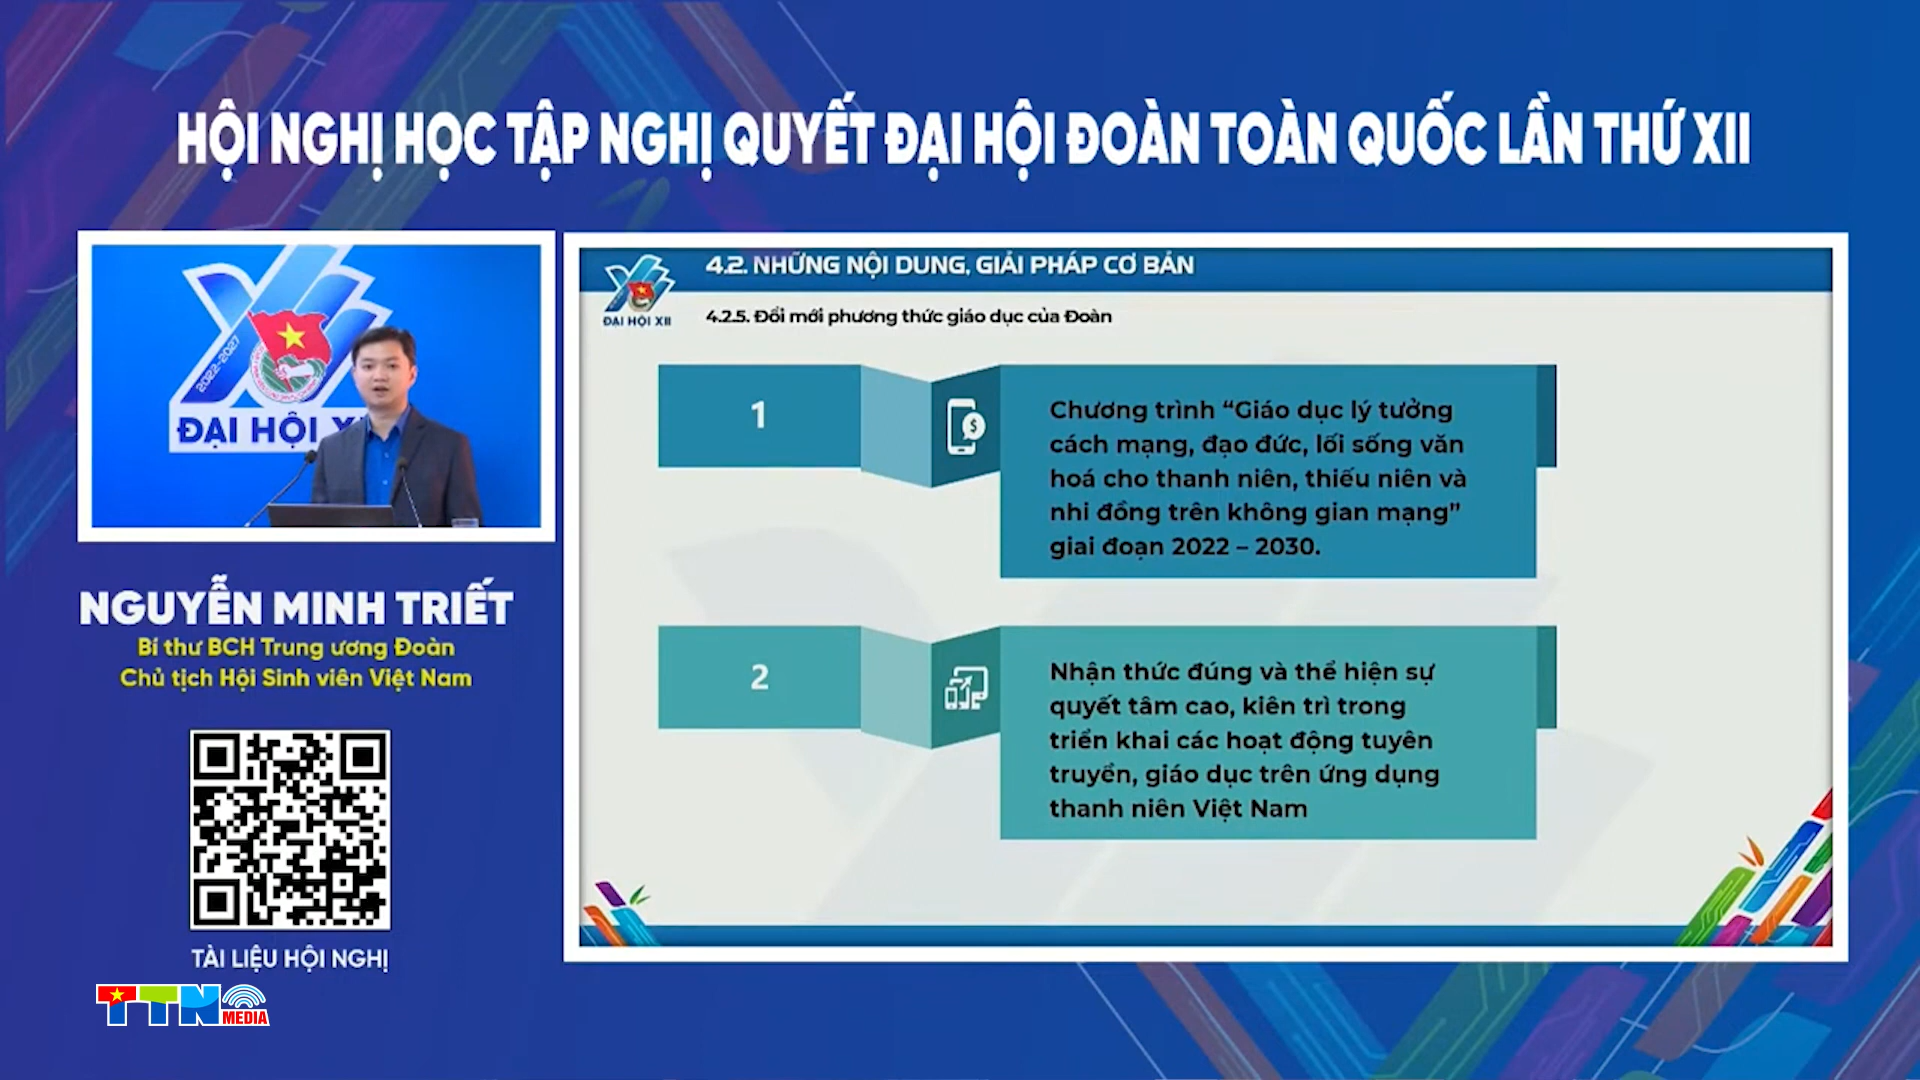 HỘI NGHỊ HỌC TẬP NGHỊ QUYẾT ĐẠI HỘI ĐOÀN TOÀN QUỐC LẦN THỨ XII
2022-2027
ĐẠI HỘI X
NGUYỄN MINH TRIẾT
Bí thư BCH Trung ương Đoàn
Chủ tịch Hội Sinh viên Việt Nam
TÀI LIỆU HỘI NGHỊ
TTN MEDIA
ĐẠI HỘI XII
4.2. NHỮNG NỘI DUNG, GIẢI PHÁP CƠ BẢN
4.2.5. Đổi mới phương thức giáo dục của Đoàn
1
Chương trình “Giáo dục lý tưởng
cách mạng, đạo đức, lối sống văn
hoá cho thanh niên, thiếu niên và
nhi đồng trên không gian mạng”
giai đoạn 2022 – 2030.
2
Nhận thức đúng và thể hiện sự
quyết tâm cao, kiên trì trong
triển khai các hoạt động tuyên
truyền, giáo dục trên ứng dụng
thanh niên Việt Nam